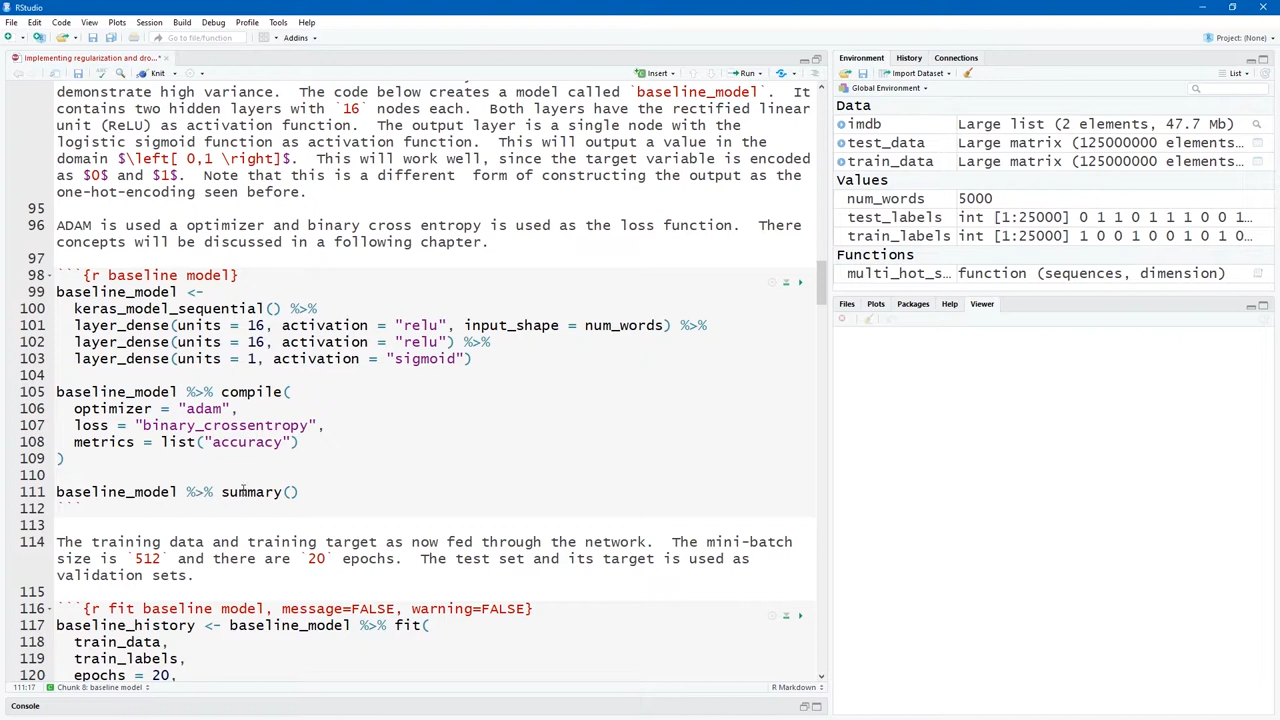 RStudio
File Edit Code View Plots Session Build Debug Profile Tools Help
Go to file/function Addins Project: (None)
Implementing regularization and dro...*
Knit Insert Run
demonstrate high variance.  The code below creates a model called `baseline_model`.  It
contains two hidden layers with `16` nodes each.  Both layers have the rectified linear
unit (ReLU) as activation function.  The output layer is a single node with the
logistic sigmoid function as activation function.  This will output a value in the
domain $\left[ 0,1 \right]$.  This will work well, since the target variable is encoded
as $0$ and $1$.  Note that this is a different  form of constructing the output as the
one-hot-encoding seen before.
95
96 ADAM is used a optimizer and binary cross entropy is used as the loss function.  There
concepts will be discussed in a following chapter.
97
98 ```{r baseline model}
99 baseline_model <-
100 keras_model_sequential() %>%
101 layer_dense(units = 16, activation = "relu", input_shape = num_words) %>%
102 layer_dense(units = 16, activation = "relu") %>%
103 layer_dense(units = 1, activation = "sigmoid")
104
105 baseline_model %>% compile(
106 optimizer = "adam",
107 loss = "binary_crossentropy",
108 metrics = list("accuracy")
109 )
110
111 baseline_model %>% summary()
112 ```
113
114 The training data and training target as now fed through the network.  The mini-batch
size is `512` and there are `20` epochs.  The test set and its target is used as
validation sets.
115
116 ```{r fit baseline model, message=FALSE, warning=FALSE}
117 baseline_history <- baseline_model %>% fit(
118 train_data,
119 train_labels,
120 epochs = 20,
111:17 Chunk 8: baseline model R Markdown
Console
Environment History Connections
Import Dataset List
Global Environment
Data
imdb Large list (2 elements, 47.7 Mb)
test_data Large matrix (125000000 elements...
train_data Large matrix (125000000 elements...
Values
num_words 5000
test_labels int [1:25000] 0 1 1 0 1 1 1 0 0 1...
train_labels int [1:25000] 1 0 0 1 0 0 1 0 1 0...
Functions
multi_hot_s... function (sequences, dimension)
Files Plots Packages Help Viewer